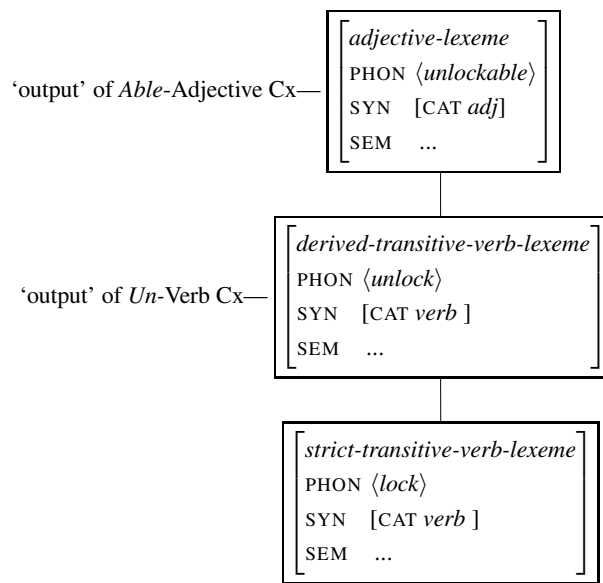 adjective-lexeme
PHON ⟨unlockable⟩
‘output’ of Able-Adjective Cx
SYN [CAT adj]
SEM ...
derived-transitive-verb-lexeme
PHON ⟨unlock⟩
‘output’ of Un-Verb Cx
SYN [CAT verb ]
SEM ...
strict-transitive-verb-lexeme
PHON ⟨lock⟩
SYN [CAT verb ]
SEM ...